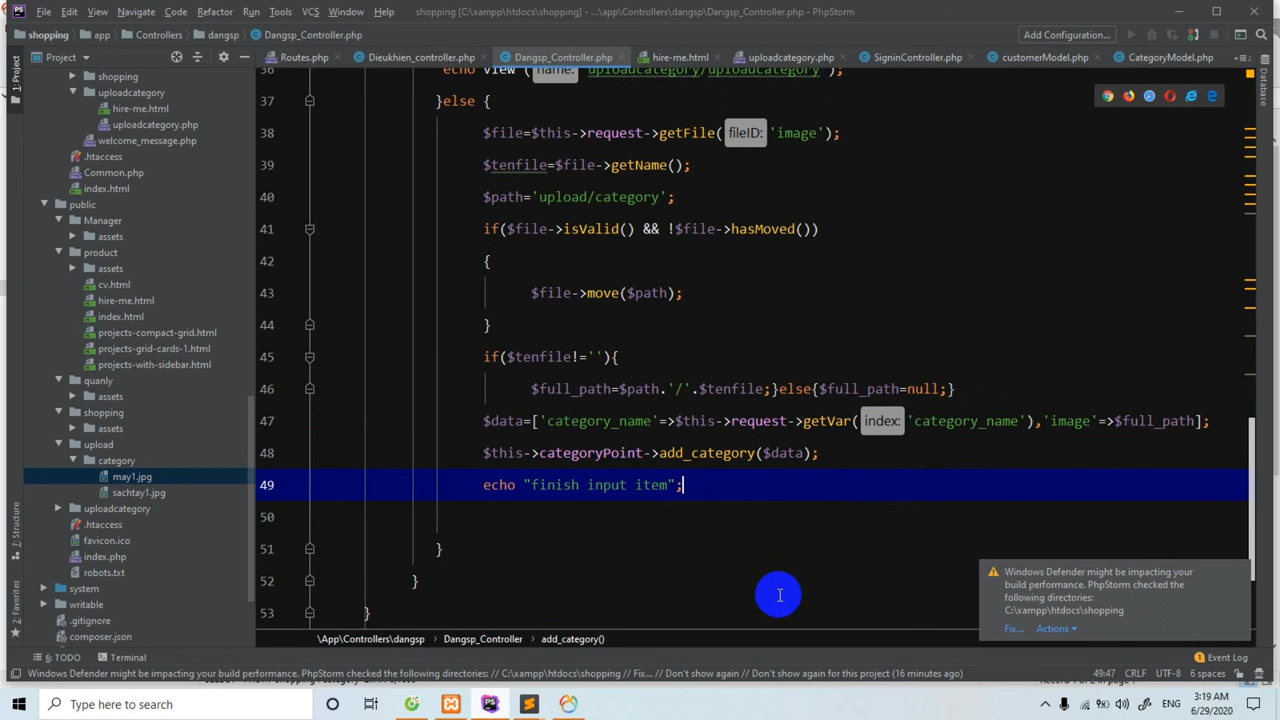 File Edit View Navigate Code Refactor Run Tools VCS Window Help shopping [C:\xampp\htdocs\shopping] - ...\app\Controllers\dangsp\Dangsp_Controller.php - PhpStorm
shopping app Controllers dangsp Dangsp_Controller.php Add Configuration...
Project Routes.php Dieukhien_controller.php Dangsp_Controller.php hire-me.html uploadcategory.php SigninController.php customerModel.php CategoryModel.php
1: Project
Database
7: Structure
2: Favorites
shopping
uploadcategory
hire-me.html
uploadcategory.php
welcome_message.php
.htaccess
Common.php
index.html
public
Manager
assets
product
assets
cv.html
hire-me.html
index.html
projects-compact-grid.html
projects-grid-cards-1.html
projects-with-sidebar.html
quanly
assets
shopping
assets
upload
category
may1.jpg
sachtay1.jpg
uploadcategory
.htaccess
favicon.ico
index.php
robots.txt
system
writable
.gitignore
composer.json
36 echo view ( name: "uploadcategory/uploadcategory");
37 }else {
38 $file=$this->request->getFile( fileID: 'image');
39 $tenfile=$file->getName();
40 $path='upload/category';
41 if($file->isValid() && !$file->hasMoved())
42 {
43 $file->move($path);
44 }
45 if($tenfile!=''){
46 $full_path=$path.'/'.$tenfile;}else{$full_path=null;}
47 $data=['category_name'=>$this->request->getVar( index: 'category_name'),'image'=>$full_path];
48 $this->categoryPoint->add_category($data);
49 echo "finish input item";
50
51 }
52 }
53 }
Windows Defender might be impacting your
build performance. PhpStorm checked the
following directories:
C:\xampp\htdocs\shopping
Fix... Actions
\App\Controllers\dangsp Dangsp_Controller add_category()
6: TODO Terminal Event Log
Windows Defender might be impacting your build performance. PhpStorm checked the following directories: // C:\xampp\htdocs\shopping // Fix... // Don't show again // Don't show again for this project (16 minutes ago) 49:47 CRLF UTF-8 6 spaces
Type here to search
ENG
3:19 AM
6/29/2020